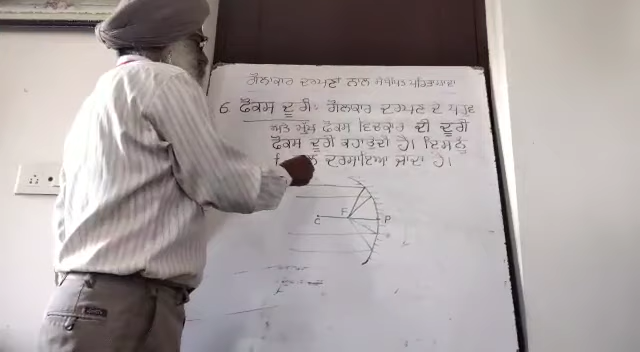 ਗੋਲਾਕਾਰ ਦਰਪਣਾਂ ਨਾਲ ਸੰਬੰਧਿਤ ਪਰਿਭਾਸ਼ਾਵਾਂ
6 ਫੋਕਸ ਦੂਰੀ: ਗੋਲਾਕਾਰ ਦਰਪਣ ਦੇ ਧਰੁਵ
ਅਤੇ ਮੁੱਖ ਫੋਕਸ ਵਿਚਕਾਰ ਦੀ ਦੂਰੀ
ਫੋਕਸ ਦੂਰੀ ਕਹਾਉਂਦੀ ਹੈ। ਇਸਨੂੰ
ਦਰਸਾਇਆ ਜਾਂਦਾ ਹੈ।
C F P